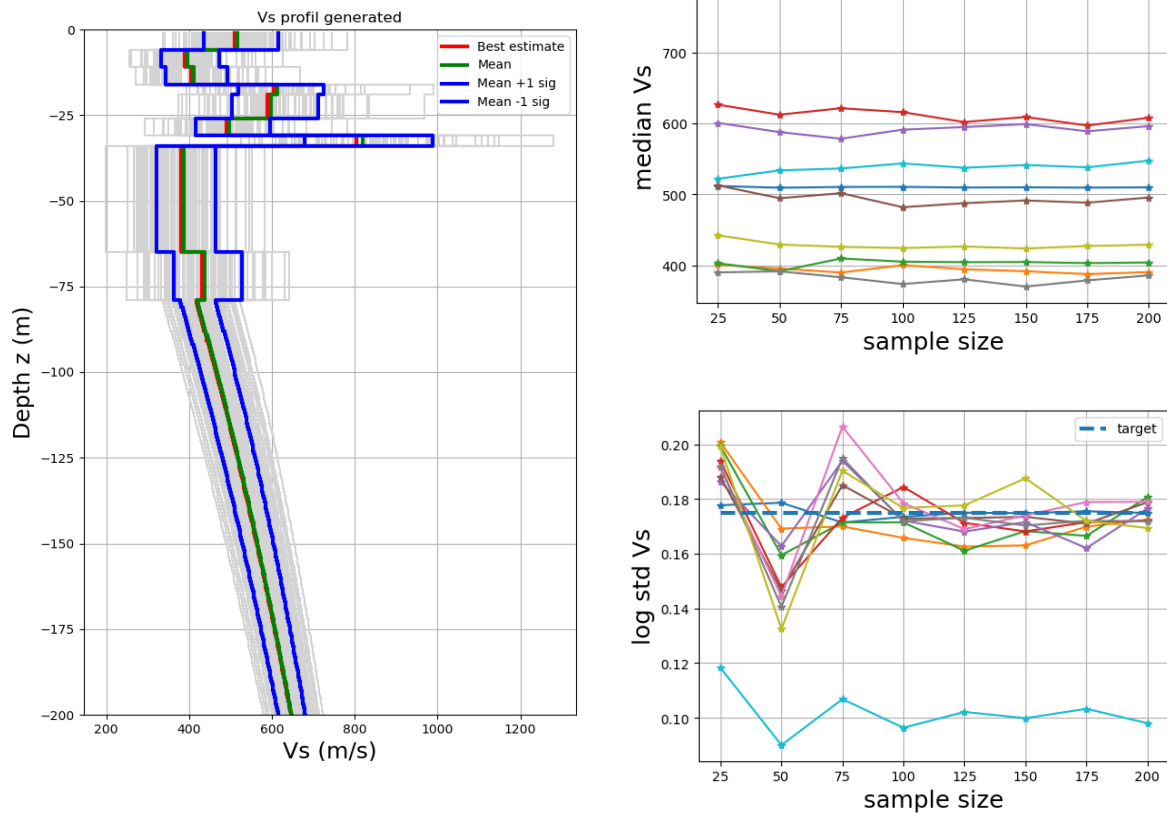 Vs profil generated
Best estimate
Mean
Mean +1 sig
Mean -1 sig
0
−25
−50
−75
−100
−125
−150
−175
−200
Depth z (m)
200 400 600 800 1000 1200
Vs (m/s)
700
600
500
400
median Vs
25 50 75 100 125 150 175 200
sample size
target
0.20
0.18
0.16
0.14
0.12
0.10
log std Vs
25 50 75 100 125 150 175 200
sample size